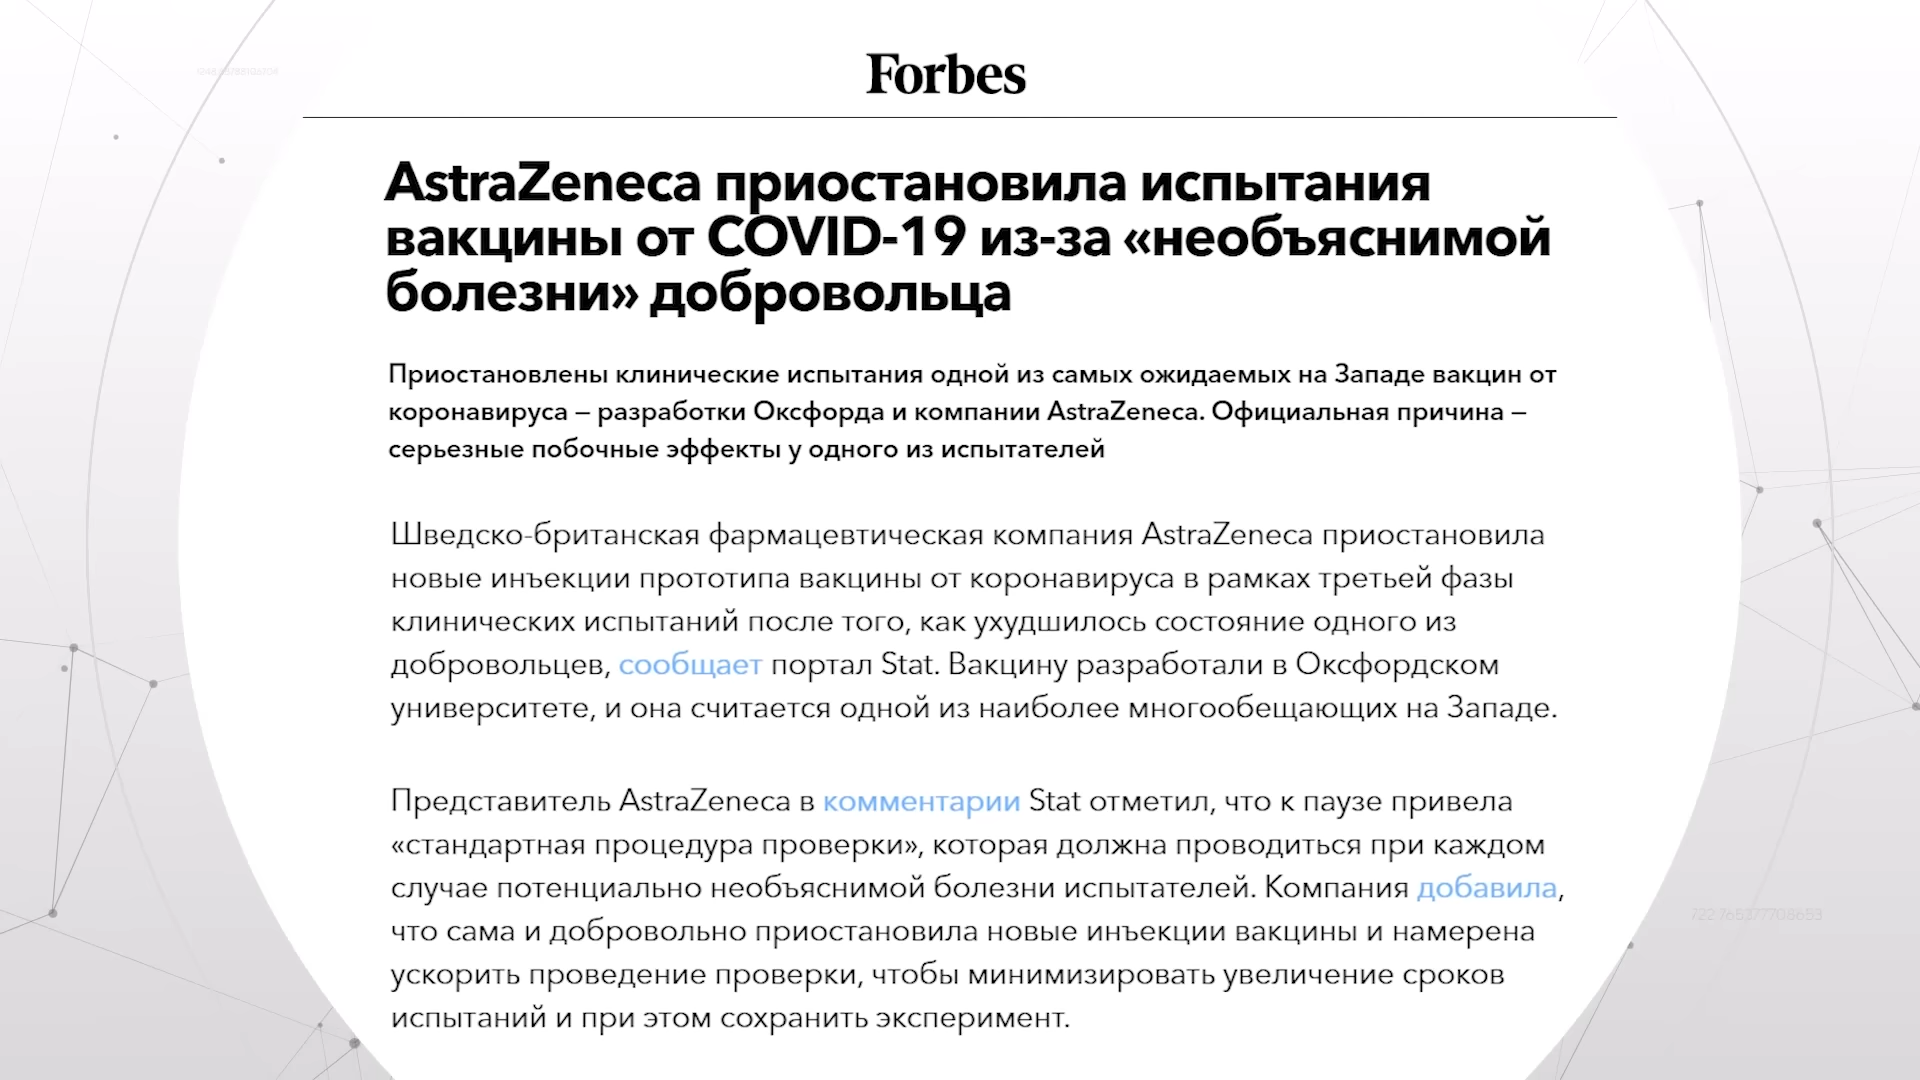 Forbes
AstraZeneca приостановила испытания
вакцины от COVID-19 из-за «необъяснимой
болезни» добровольца
Приостановлены клинические испытания одной из самых ожидаемых на Западе вакцин от
коронавируса – разработки Оксфорда и компании AstraZeneca. Официальная причина –
серьезные побочные эффекты у одного из испытателей
Шведско-британская фармацевтическая компания AstraZeneca приостановила
новые инъекции прототипа вакцины от коронавируса в рамках третьей фазы
клинических испытаний после того, как ухудшилось состояние одного из
добровольцев, сообщает портал Stat. Вакцину разработали в Оксфордском
университете, и она считается одной из наиболее многообещающих на Западе.
Представитель AstraZeneca в комментарии Stat отметил, что к паузе привела
«стандартная процедура проверки», которая должна проводиться при каждом
случае потенциально необъяснимой болезни испытателей. Компания добавила,
что сама и добровольно приостановила новые инъекции вакцины и намерена
ускорить проведение проверки, чтобы минимизировать увеличение сроков
испытаний и при этом сохранить эксперимент.